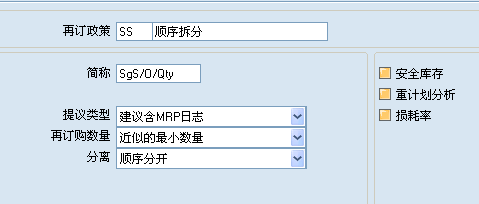 再订政策 SS 顺序拆分
简称 SgS/O/Qty
安全库存
重计划分析
提议类型 建议含MRP日志
损耗率
再订购数量 近似的最小数量
分离 顺序分开